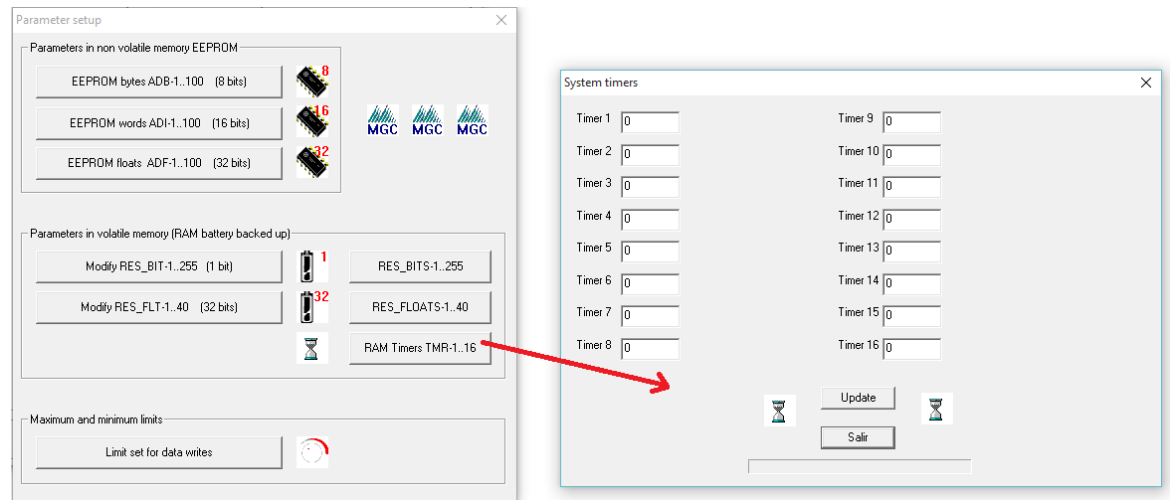 Parameter setup
Parameters in non volatile memory EEPROM
EEPROM bytes ADB-1..100 (8 bits)
8
EEPROM words ADI-1..100 (16 bits)
16
MGC MGC MGC
EEPROM floats ADF-1..100 (32 bits)
32
Parameters in volatile memory (RAM battery backed up)
Modify RES_BIT-1..255 (1 bit)
1
RES_BITS-1..255
Modify RES_FLT-1..40 (32 bits)
32
RES_FLOATS-1..40
RAM Timers TMR-1..16
Maximum and minimum limits
Limit set for data writes
System timers
Timer 1 0
Timer 2 0
Timer 3 0
Timer 4 0
Timer 5 0
Timer 6 0
Timer 7 0
Timer 8 0
Timer 9 0
Timer 10 0
Timer 11 0
Timer 12 0
Timer 13 0
Timer 14 0
Timer 15 0
Timer 16 0
Update
Salir